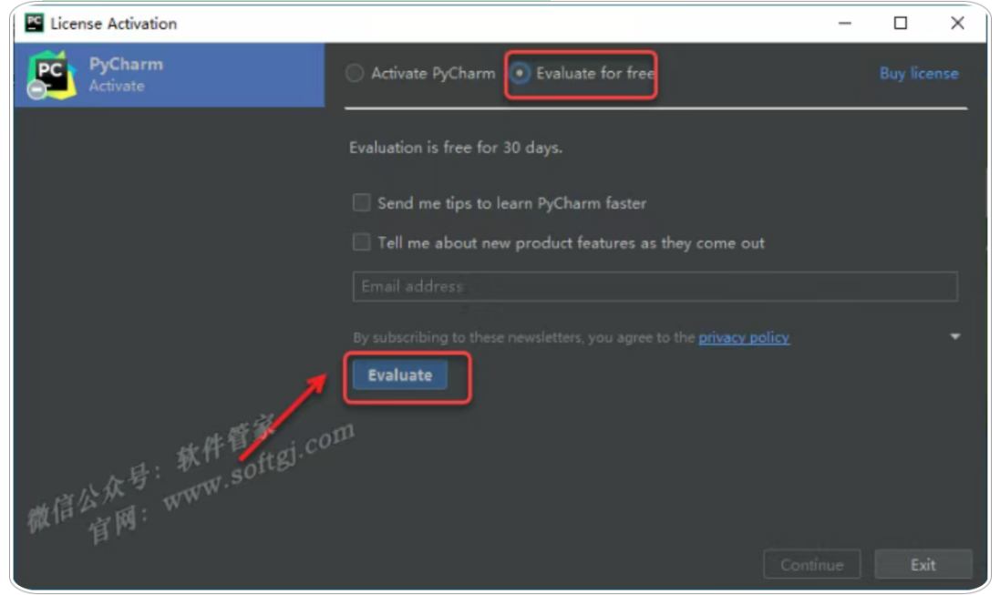 PC License Activation
PC PyCharm
Activate
Activate PyCharm Evaluate for free Buy license
Evaluation is free for 30 days.
Send me tips to learn PyCharm faster
Tell me about new product features as they come out
Email address
By subscribing to these newsletters, you agree to the privacy policy
Evaluate
微信公众号：软件管家
官网：www.softgj.com
Continue Exit